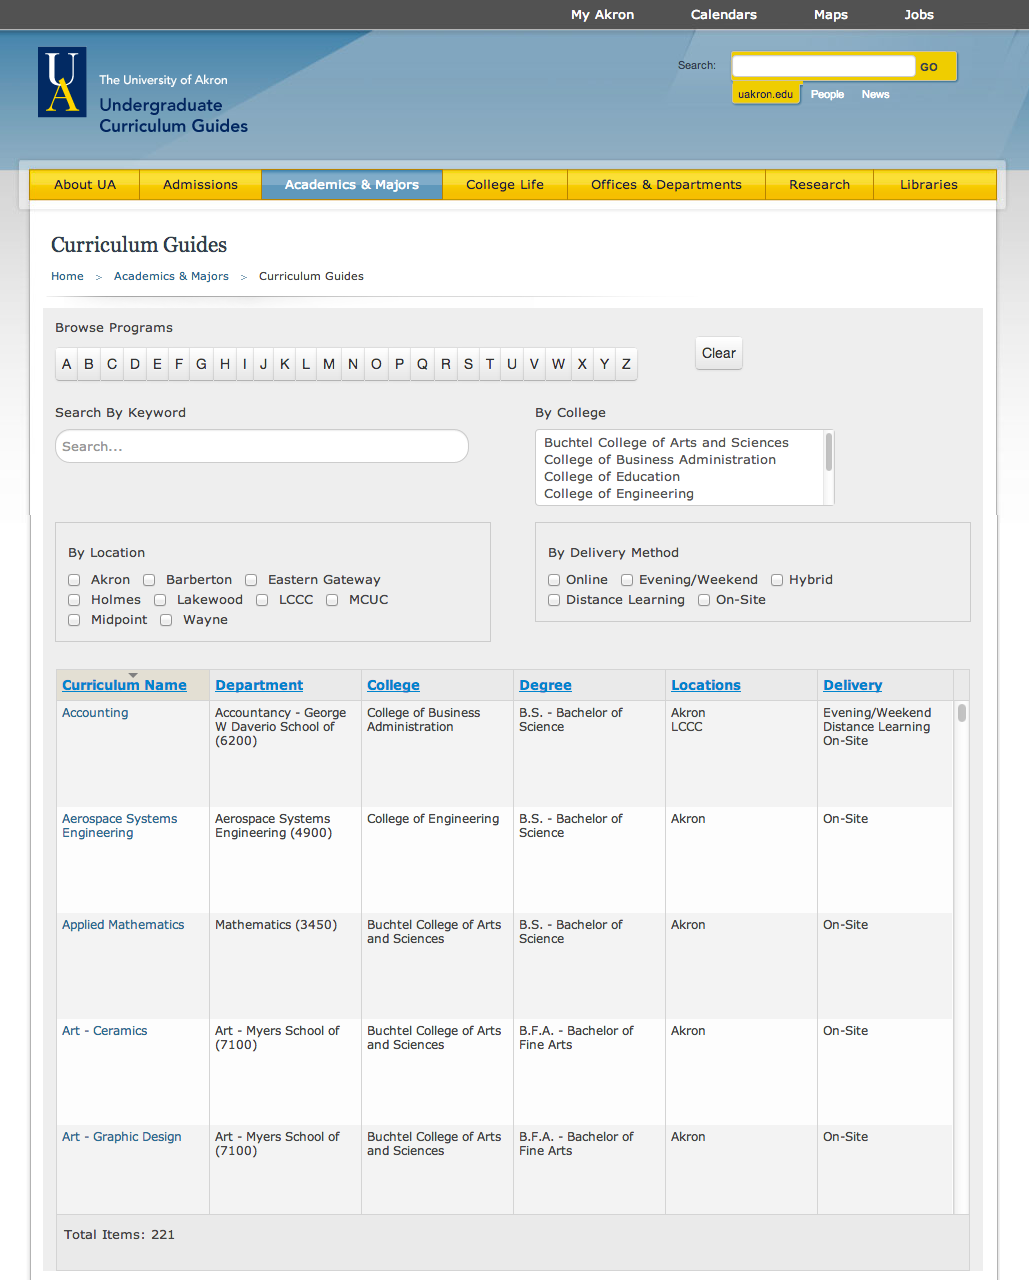 My Akron Calendars Maps Jobs
UA
The University of Akron
Undergraduate
Curriculum Guides
Search: GO
uakron.edu People News
About UA Admissions Academics & Majors College Life Offices & Departments Research Libraries
Curriculum Guides
Home > Academics & Majors > Curriculum Guides
Browse Programs
A B C D E F G H I J K L M N O P Q R S T U V W X Y Z Clear
Search By Keyword
Search...
By College
Buchtel College of Arts and Sciences
College of Business Administration
College of Education
College of Engineering
By Location
Akron Barberton Eastern Gateway
Holmes Lakewood LCCC MCUC
Midpoint Wayne
By Delivery Method
Online Evening/Weekend Hybrid
Distance Learning On-Site
Curriculum Name Department College Degree Locations Delivery
Accounting Accountancy - George College of Business B.S. - Bachelor of Akron Evening/Weekend
W Daverio School of Administration Science LCCC Distance Learning
(6200) On-Site
Aerospace Systems Aerospace Systems College of Engineering B.S. - Bachelor of Akron On-Site
Engineering Engineering (4900) Science
Applied Mathematics Mathematics (3450) Buchtel College of Arts B.S. - Bachelor of Akron On-Site
and Sciences Science
Art - Ceramics Art - Myers School of Buchtel College of Arts B.F.A. - Bachelor of Akron On-Site
(7100) and Sciences Fine Arts
Art - Graphic Design Art - Myers School of Buchtel College of Arts B.F.A. - Bachelor of Akron On-Site
(7100) and Sciences Fine Arts
Total Items: 221